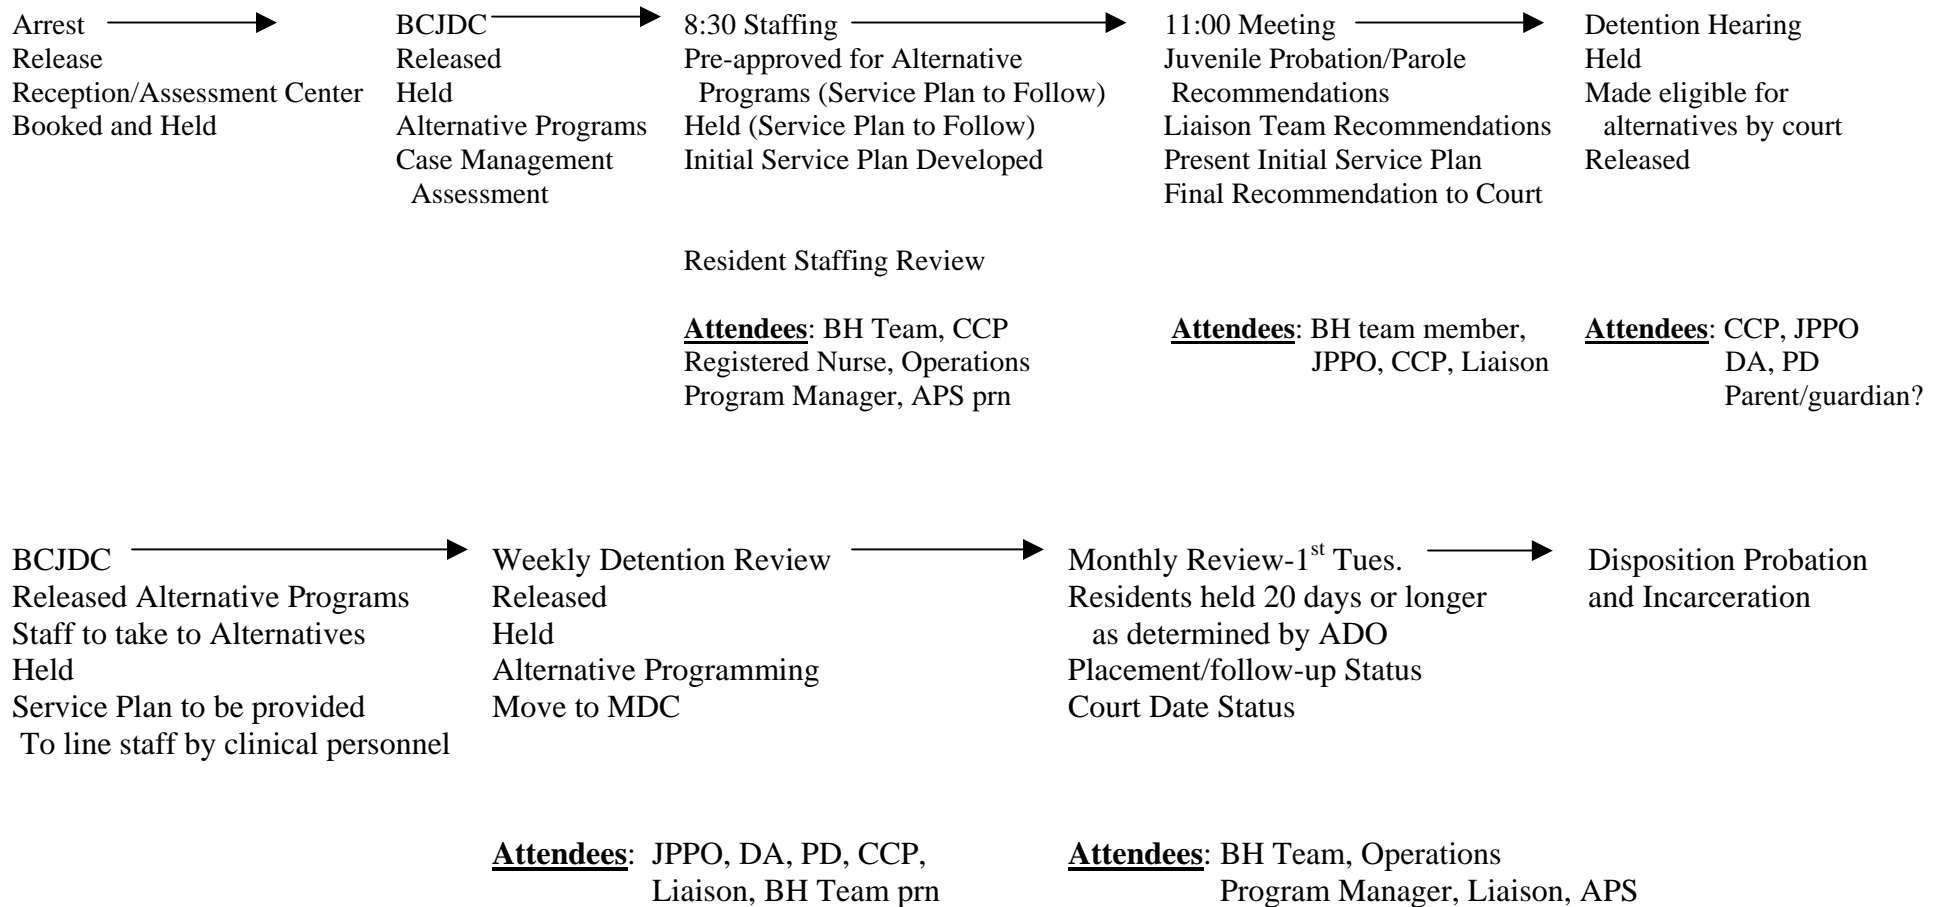 Arrest
Release
Reception/Assessment Center
Booked and Held
BCJDC
Released
Held
Alternative Programs
Case Management
Assessment
8:30 Staffing
Pre-approved for Alternative
Programs (Service Plan to Follow)
Held (Service Plan to Follow)
Initial Service Plan Developed
Resident Staffing Review
Attendees: BH Team, CCP
Registered Nurse, Operations
Program Manager, APS prn
11:00 Meeting
Juvenile Probation/Parole
Recommendations
Liaison Team Recommendations
Present Initial Service Plan
Final Recommendation to Court
Attendees: BH team member,
JPPO, CCP, Liaison
Detention Hearing
Held
Made eligible for
alternatives by court
Released
Attendees: CCP, JPPO
DA, PD
Parent/guardian?
BCJDC
Released Alternative Programs
Staff to take to Alternatives
Held
Service Plan to be provided
To line staff by clinical personnel
Weekly Detention Review
Released
Held
Alternative Programming
Move to MDC
Attendees: JPPO, DA, PD, CCP,
Liaison, BH Team prn
Monthly Review-1st Tues.
Residents held 20 days or longer
as determined by ADO
Placement/follow-up Status
Court Date Status
Attendees: BH Team, Operations
Program Manager, Liaison, APS
Disposition Probation
and Incarceration